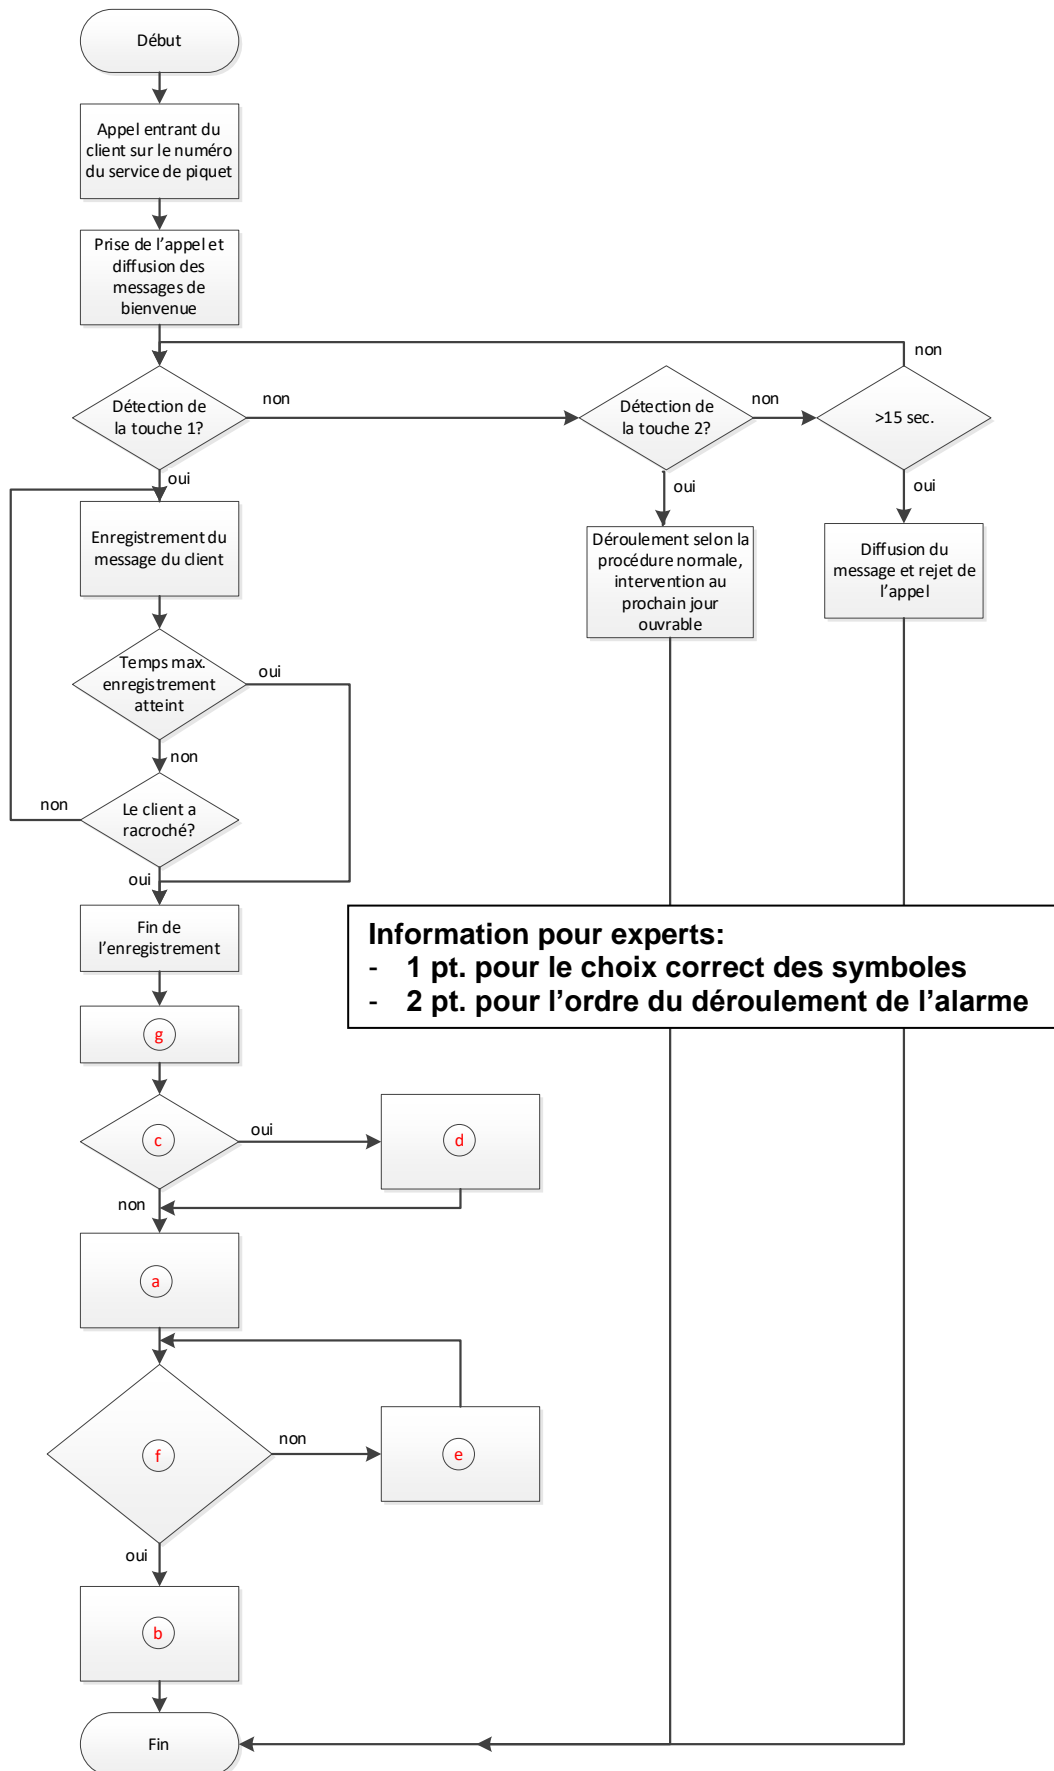 Début
Appel entrant du
client sur le numéro
du service de piquet
Prise de l'appel et
diffusion des
messages de
bienvenue
non
Détection de
la touche 1?
non
Détection de
la touche 2?
non
>15 sec.
oui
oui
oui
Enregistrement du
message du client
Déroulement selon la
procédure normale,
intervention au
prochain jour
ouvrable
Diffusion du
message et rejet de
l'appel
Temps max.
enregistrement
atteint
oui
non
non
Le client a
racroché?
oui
Fin de
l'enregistrement
Information pour experts:
- 1 pt. pour le choix correct des symboles
- 2 pt. pour l'ordre du déroulement de l'alarme
g
c
oui
d
non
a
f
non
e
oui
b
Fin